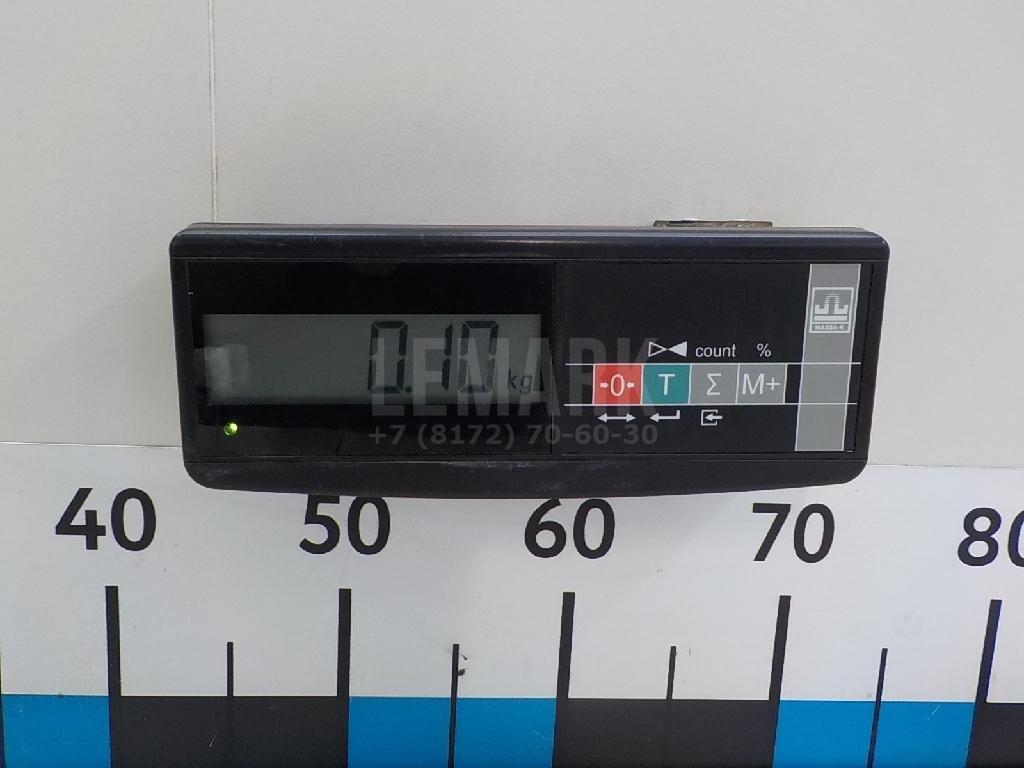 0.10 kg
MASSA-K
count %
→0← T Σ M+
LEMARK
+7 (8172) 70-60-30
40 50 60 70 80